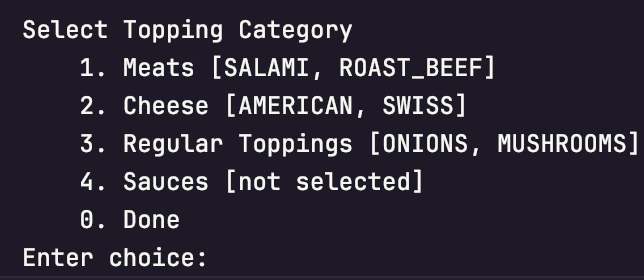 Select Topping Category
1. Meats [SALAMI, ROAST_BEEF]
2. Cheese [AMERICAN, SWISS]
3. Regular Toppings [ONIONS, MUSHROOMS]
4. Sauces [not selected]
0. Done
Enter choice: